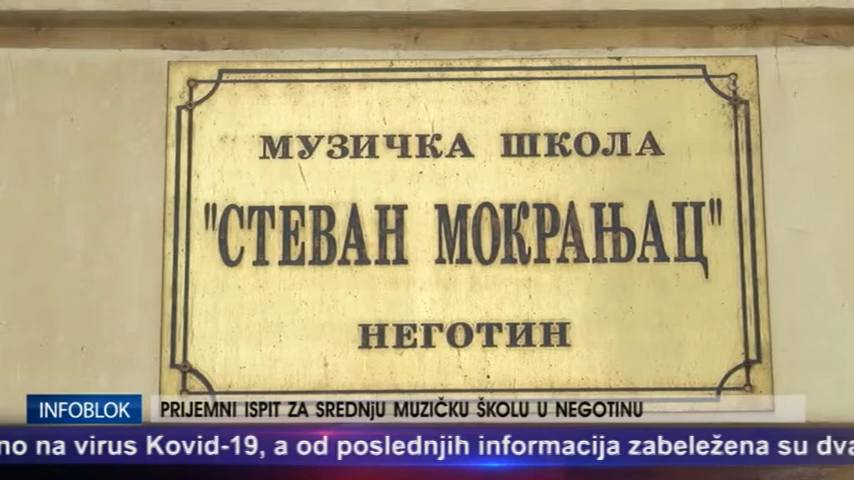 МУЗИЧКА ШКОЛА
"СТЕВАН МОКРАЊАЦ"
НЕГОТИН
INFOBLOK PRIJEMNI ISPIT ZA SREDNjU MUZIČKU ŠKOLU U NEGOTINU
no na virus Kovid-19, a od poslednjih informacija zabeležena su dva